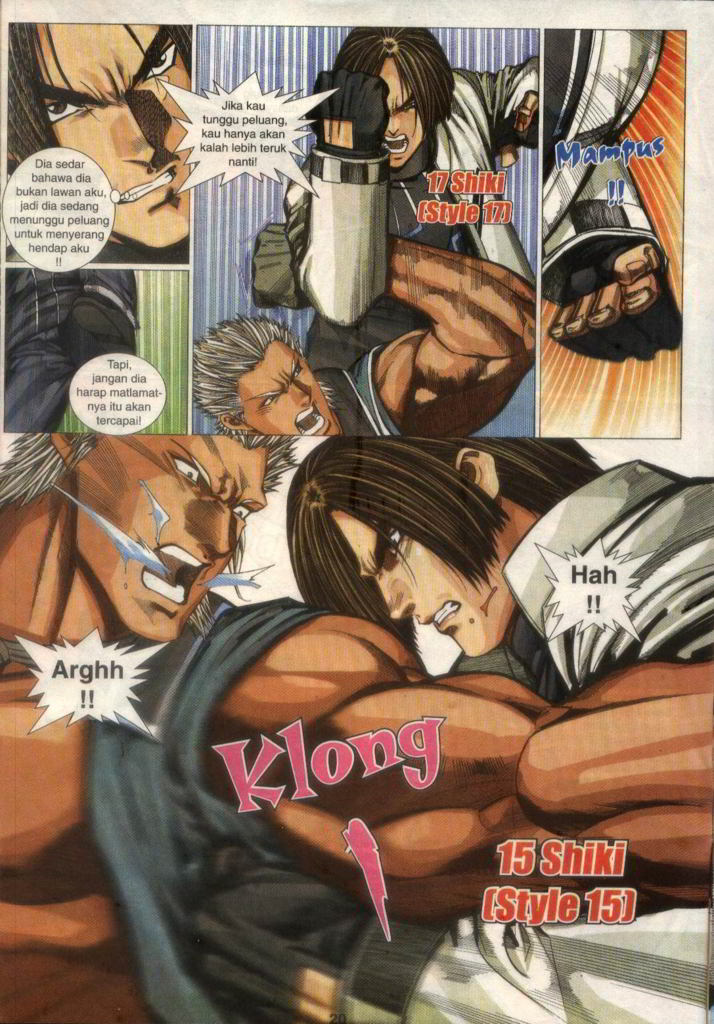 Dia sedar
bahawa dia
bukan lawan aku,
jadi dia sedang
menunggu peluang
untuk menyerang
hendap aku
!!
Jika kau
tunggu peluang,
kau hanya akan
kalah lebih teruk
nanti!
17 Shiki
(Style 17)
Mampus
!!
Tapi,
jangan dia
harap matlamat-
nya itu akan
tercapai!
Hah
!!
Arghh
!!
Klong
!
15 Shiki
(Style 15)
20